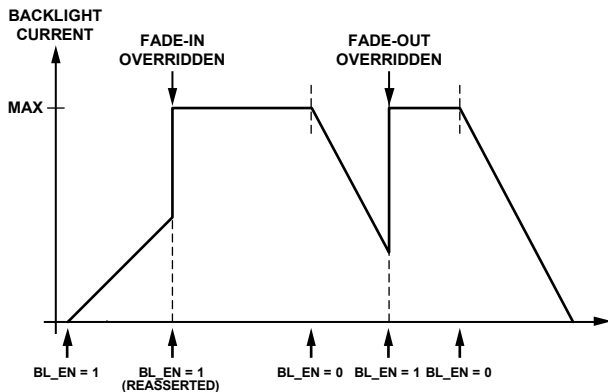 BACKLIGHT
CURRENT
FADE-IN
OVERRIDDEN
FADE-OUT
OVERRIDDEN
MAX
BL_EN = 1
BL_EN = 1
(REASSERTED)
BL_EN = 0
BL_EN = 1
BL_EN = 0